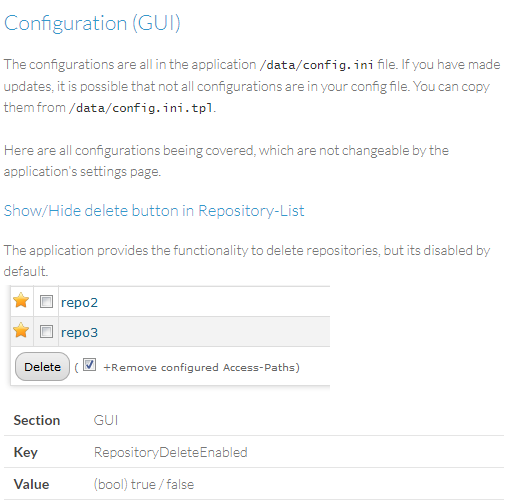 Configuration (GUI)
The configurations are all in the application /data/config.ini file. If you have made
updates, it is possible that not all configurations are in your config file. You can copy
them from /data/config.ini.tpl.
Here are all configurations beeing covered, which are not changeable by the
application's settings page.
Show/Hide delete button in Repository-List
The application provides the functionality to delete repositories, but its disabled by
default.
repo2
repo3
Delete ( +Remove configured Access-Paths)
Section GUI
Key RepositoryDeleteEnabled
Value (bool) true / false